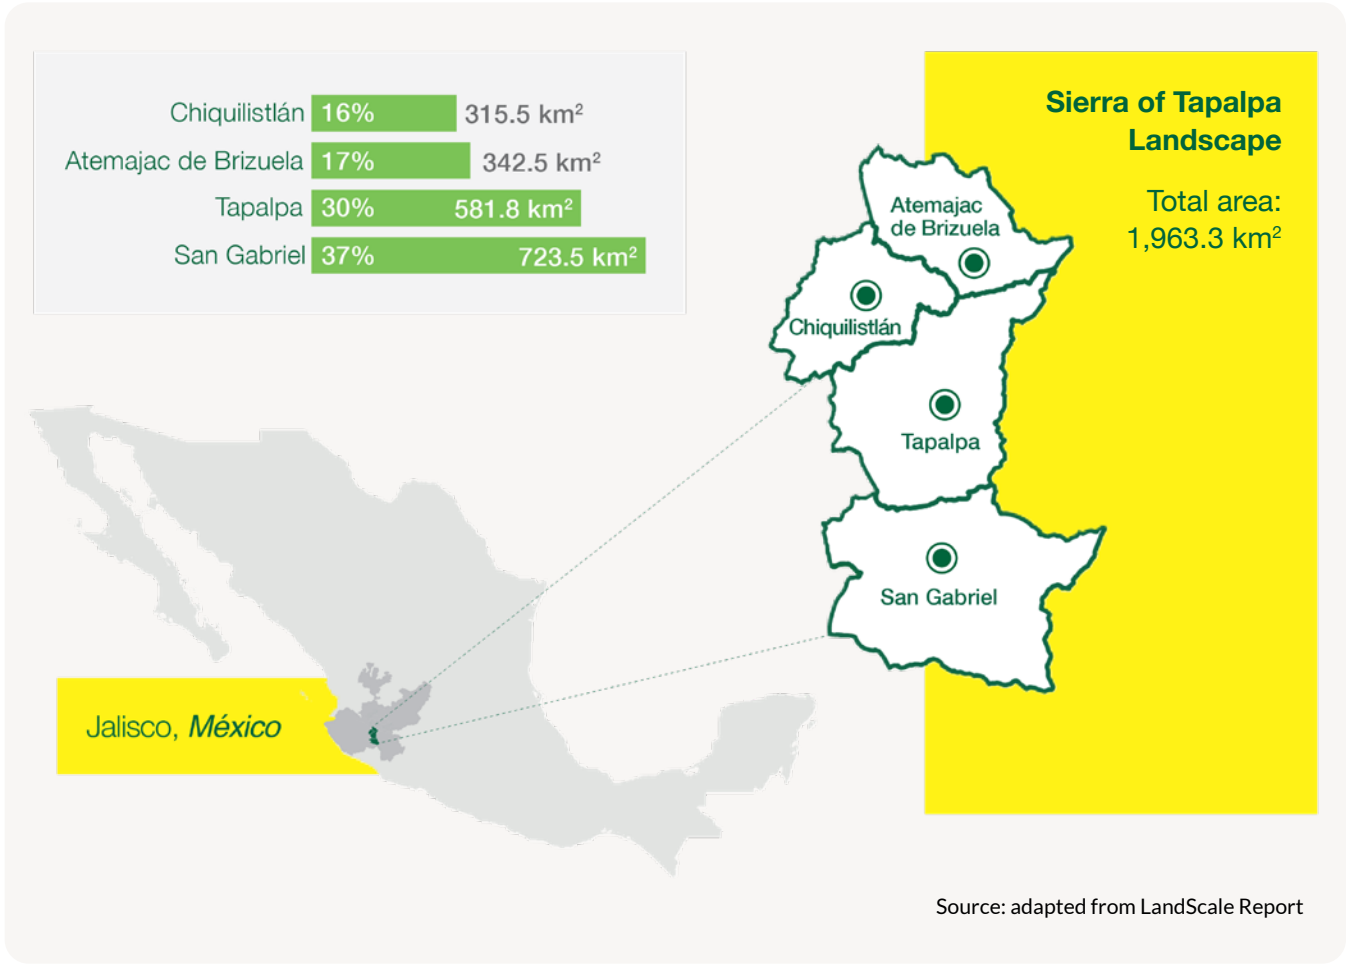 Chiquilistlán 16% 315.5 km²
Atemajac de Brizuela 17% 342.5 km²
Tapalpa 30% 581.8 km²
San Gabriel 37% 723.5 km²
Sierra of Tapalpa
Landscape
Total area:
1,963.3 km²
Atemajac
de Brizuela
Chiquilistlán
Tapalpa
San Gabriel
Jalisco, México
Source: adapted from LandScale Report